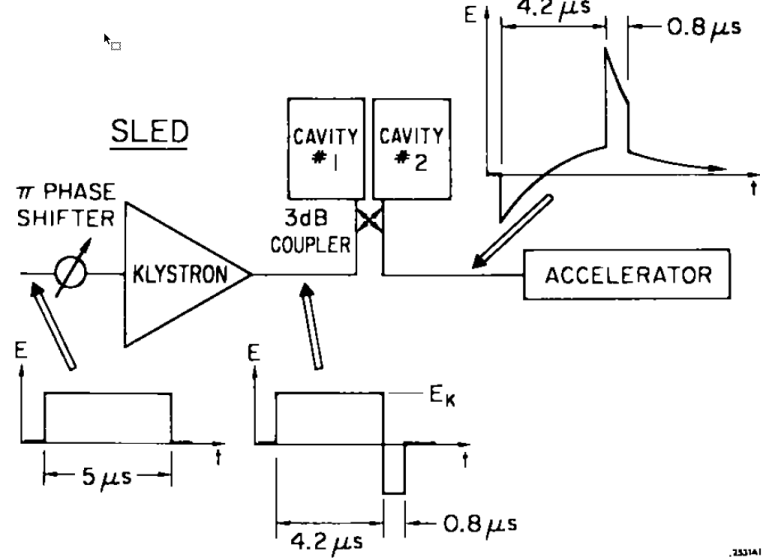 4.2 μs
E
0.8 μs
t
SLED
CAVITY
# 1
CAVITY
# 2
π PHASE
SHIFTER
3dB
COUPLER
KLYSTRON
ACCELERATOR
E
t
5 μs
E
E_K
t
4.2 μs
0.8 μs